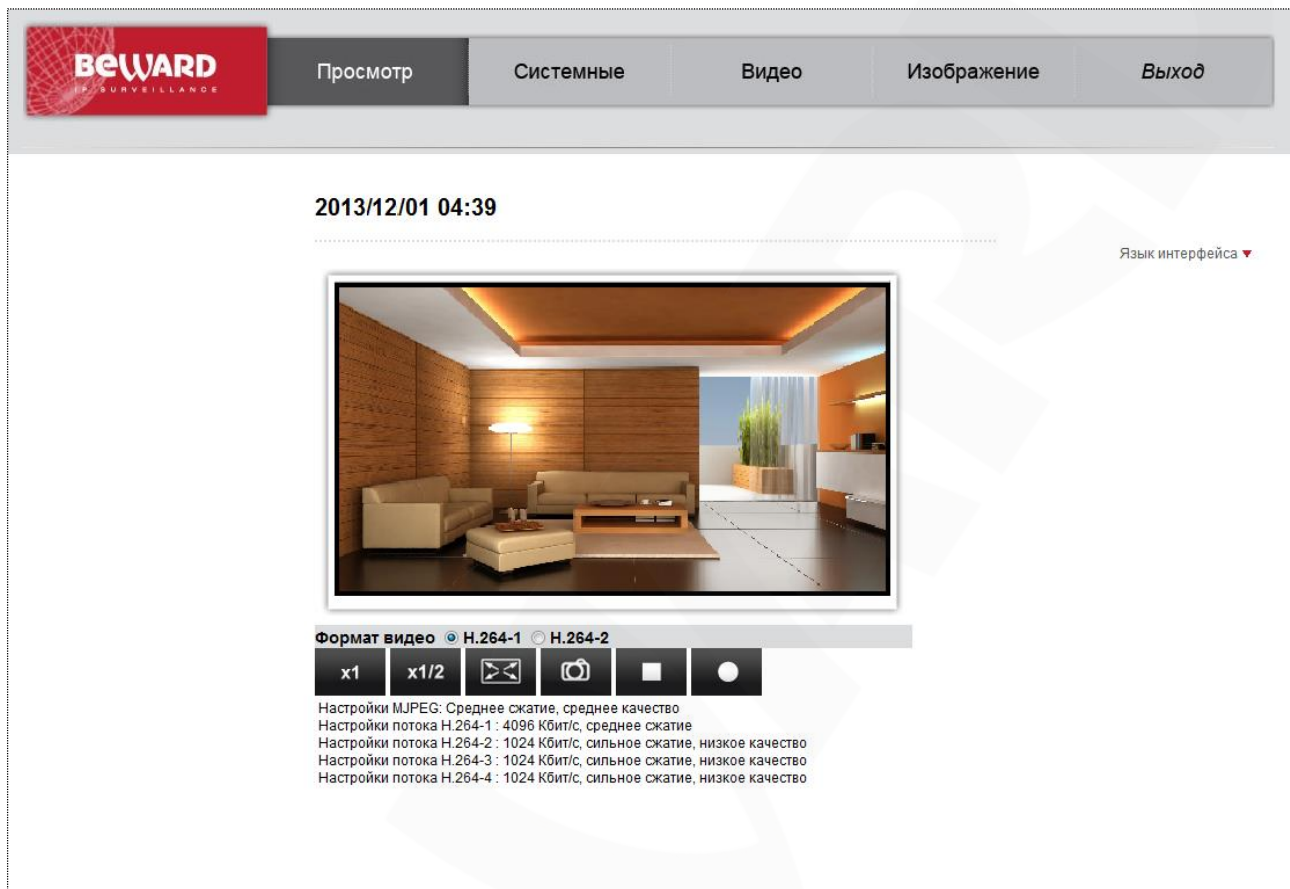 BEWARD
IP SURVEILLANCE
Просмотр
Системные
Видео
Изображение
Выход
2013/12/01 04:39
Язык интерфейса
Формат видео H.264-1 H.264-2
x1 x1/2
Настройки MJPEG: Среднее сжатие, среднее качество
Настройки потока H.264-1 : 4096 Кбит/с, среднее сжатие
Настройки потока H.264-2 : 1024 Кбит/с, сильное сжатие, низкое качество
Настройки потока H.264-3 : 1024 Кбит/с, сильное сжатие, низкое качество
Настройки потока H.264-4 : 1024 Кбит/с, сильное сжатие, низкое качество